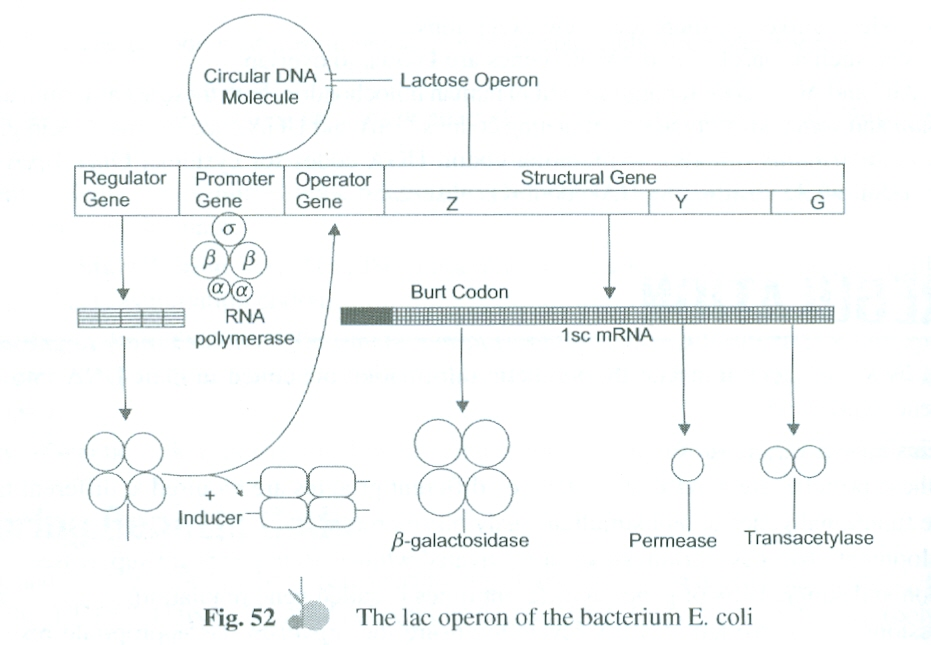 Circular DNA
Molecule
Lactose Operon
Regulator
Gene
Promoter
Gene
Operator
Gene
Structural Gene
Z
Y
G
σ
β β
α α
RNA
polymerase
Burt Codon
1sc mRNA
+
Inducer
β-galactosidase
Permease
Transacetylase
Fig. 52 The lac operon of the bacterium E. coli